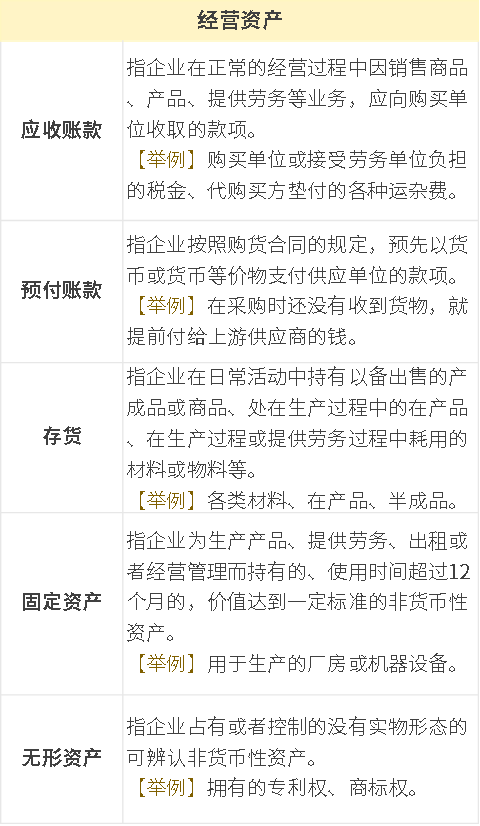 经营资产
应收账款
指企业在正常的经营过程中因销售商品
、产品、提供劳务等业务，应向购买单
位收取的款项。
【举例】购买单位或接受劳务单位负担
的税金、代购买方垫付的各种运杂费。
预付账款
指企业按照购货合同的规定，预先以货
币或货币等价物支付供应单位的款项。
【举例】在采购时还没有收到货物，就
提前付给上游供应商的钱。
存货
指企业在日常活动中持有以备出售的产
成品或商品、处在生产过程中的在产品
、在生产过程或提供劳务过程中耗用的
材料或物料等。
【举例】各类材料、在产品、半成品。
固定资产
指企业为生产产品、提供劳务、出租或
者经营管理而持有的、使用时间超过12
个月的，价值达到一定标准的非货币性
资产。
【举例】用于生产的厂房或机器设备。
无形资产
指企业占有或者控制的没有实物形态的
可辨认非货币性资产。
【举例】拥有的专利权、商标权。